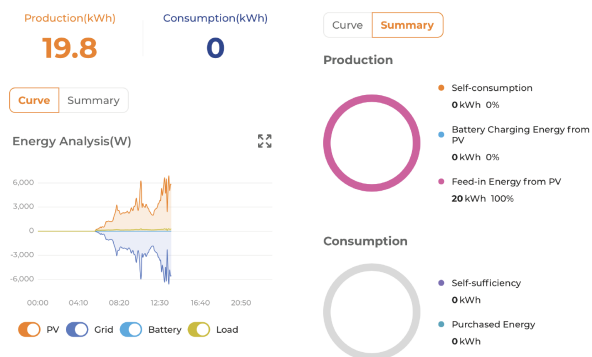 Production(kWh)
19.8
Consumption(kWh)
0
Curve
Summary
Energy Analysis(W)
6,000
3,000
0
-3,000
-6,000
00:00 04:10 08:20 12:30 16:40 20:50
PV Grid Battery Load
Curve
Summary
Production
Self-consumption
0 kWh 0%
Battery Charging Energy from
PV
0 kWh 0%
Feed-in Energy from PV
20 kWh 100%
Consumption
Self-sufficiency
0 kWh
Purchased Energy
0 kWh